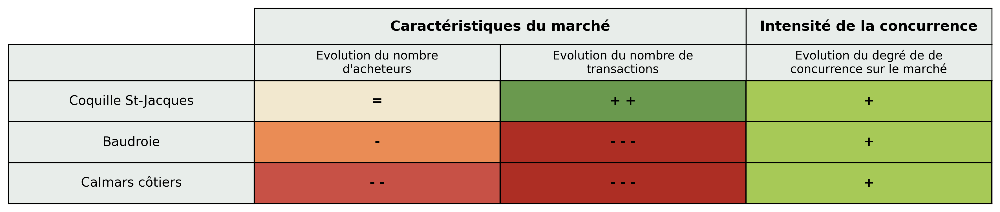 Caractéristiques du marché
Intensité de la concurrence
Evolution du nombre
d'acheteurs
Evolution du nombre de
transactions
Evolution du degré de de
concurrence sur le marché
Coquille St-Jacques
=
+ +
+
Baudroie
-
- - -
+
Calmars côtiers
- -
- - -
+